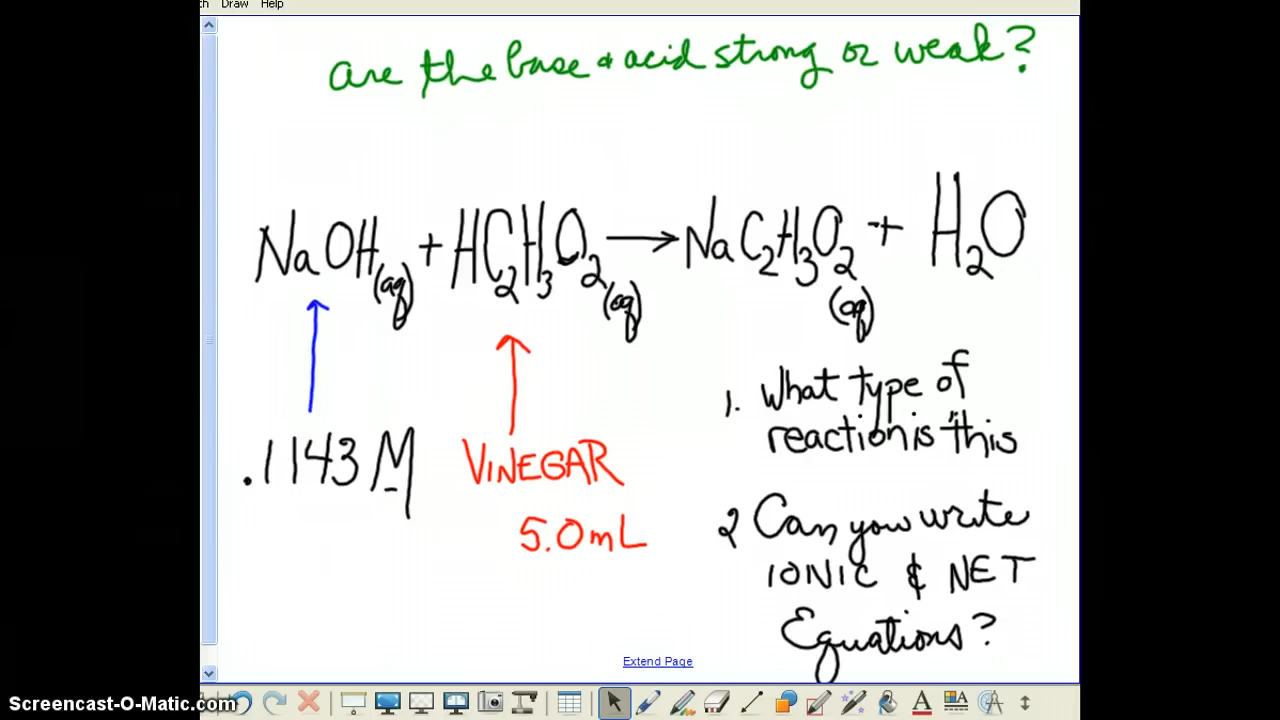 Draw Help
are the base & acid strong or weak?
NaOH(aq) + HC2H3O2(aq) → NaC2H3O2(aq) + H2O
.1143 M
VINEGAR
5.0mL
1. What type of
reaction is this
2 Can you write
IONIC & NET
Equations?
Extend Page
Screencast-O-Matic.com